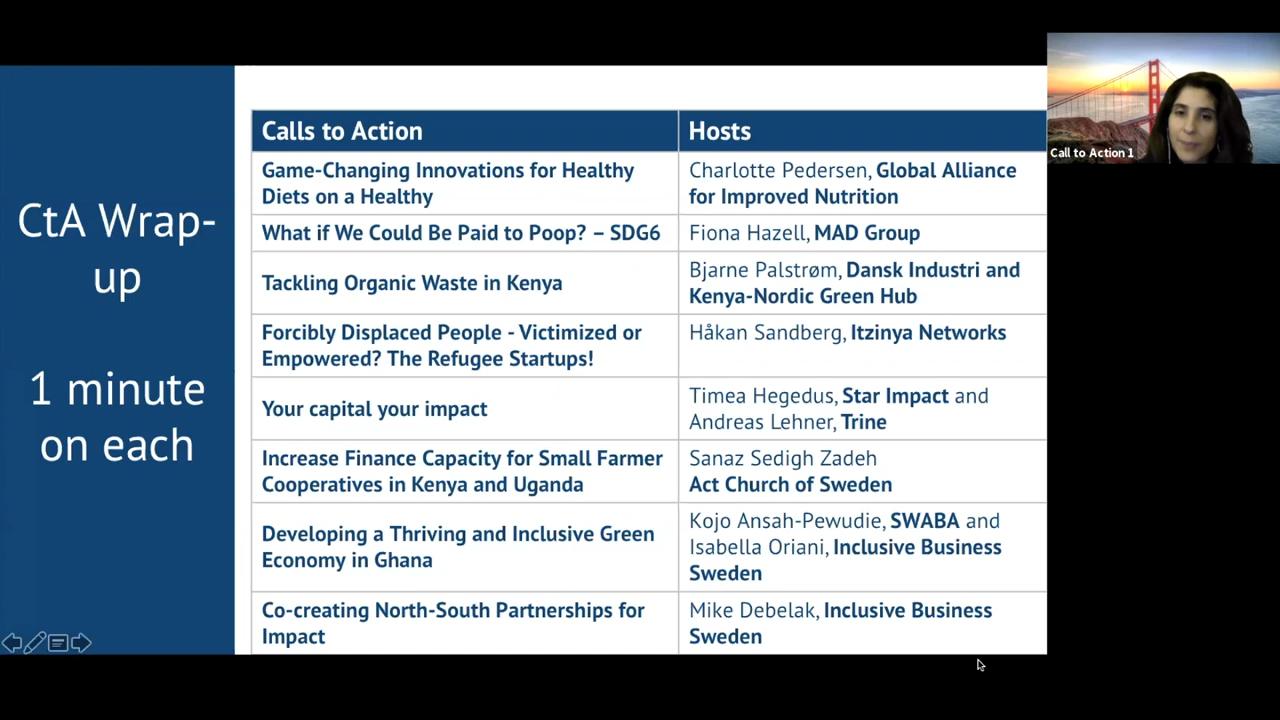 CtA Wrap-
up
1 minute
on each
Calls to Action
Hosts
Game-Changing Innovations for Healthy
Diets on a Healthy
Charlotte Pedersen, Global Alliance
for Improved Nutrition
What if We Could Be Paid to Poop? – SDG6
Fiona Hazell, MAD Group
Tackling Organic Waste in Kenya
Bjarne Palstrøm, Dansk Industri and
Kenya-Nordic Green Hub
Forcibly Displaced People - Victimized or
Empowered? The Refugee Startups!
Håkan Sandberg, Itzinya Networks
Your capital your impact
Timea Hegedus, Star Impact and
Andreas Lehner, Trine
Increase Finance Capacity for Small Farmer
Cooperatives in Kenya and Uganda
Sanaz Sedigh Zadeh
Act Church of Sweden
Developing a Thriving and Inclusive Green
Economy in Ghana
Kojo Ansah-Pewudie, SWABA and
Isabella Oriani, Inclusive Business
Sweden
Co-creating North-South Partnerships for
Impact
Mike Debelak, Inclusive Business
Sweden
Call to Action 1